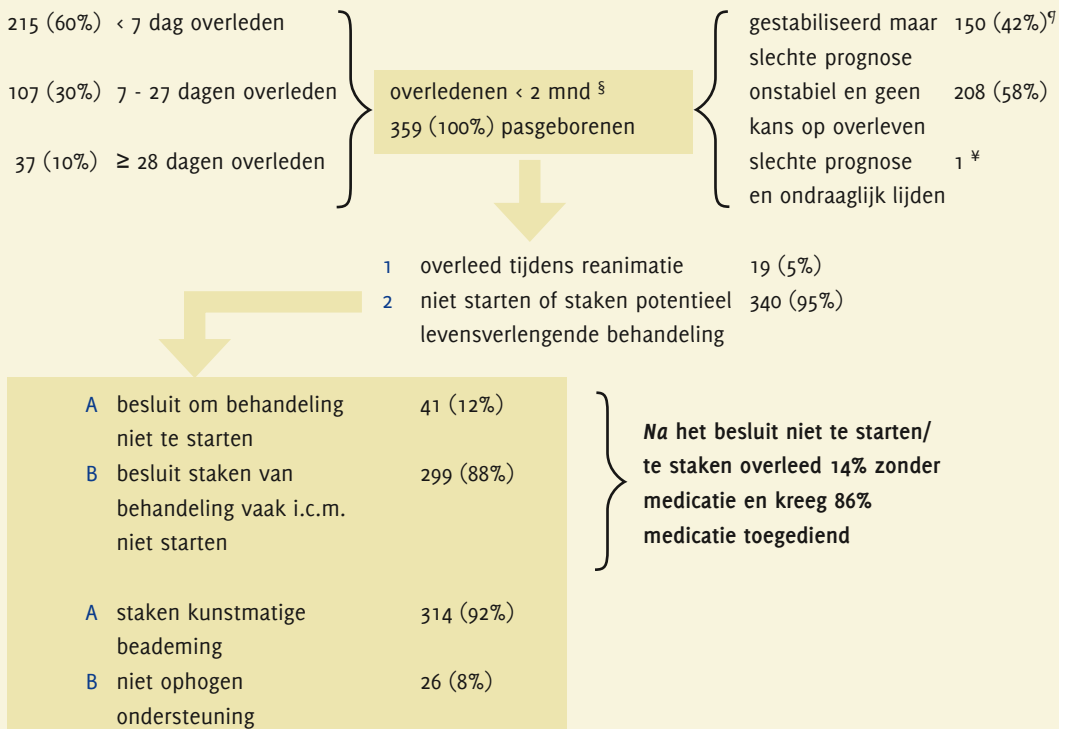 215 (60%) < 7 dag overleden
107 (30%) 7 - 27 dagen overleden
37 (10%) ≥ 28 dagen overleden
overledenen < 2 mnd §
359 (100%) pasgeborenen
gestabiliseerd maar 150 (42%)¶
slechte prognose
onstabiel en geen 208 (58%)
kans op overleven
slechte prognose 1 ¥
en ondraaglijk lijden
1 overleed tijdens reanimatie 19 (5%)
2 niet starten of staken potentieel 340 (95%)
levensverlengende behandeling
A besluit om behandeling 41 (12%)
niet te starten
B besluit staken van 299 (88%)
behandeling vaak i.c.m.
niet starten
Na het besluit niet te starten/
te staken overleed 14% zonder
medicatie en kreeg 86%
medicatie toegediend
A staken kunstmatige 314 (92%)
beademing
B niet ophogen 26 (8%)
ondersteuning